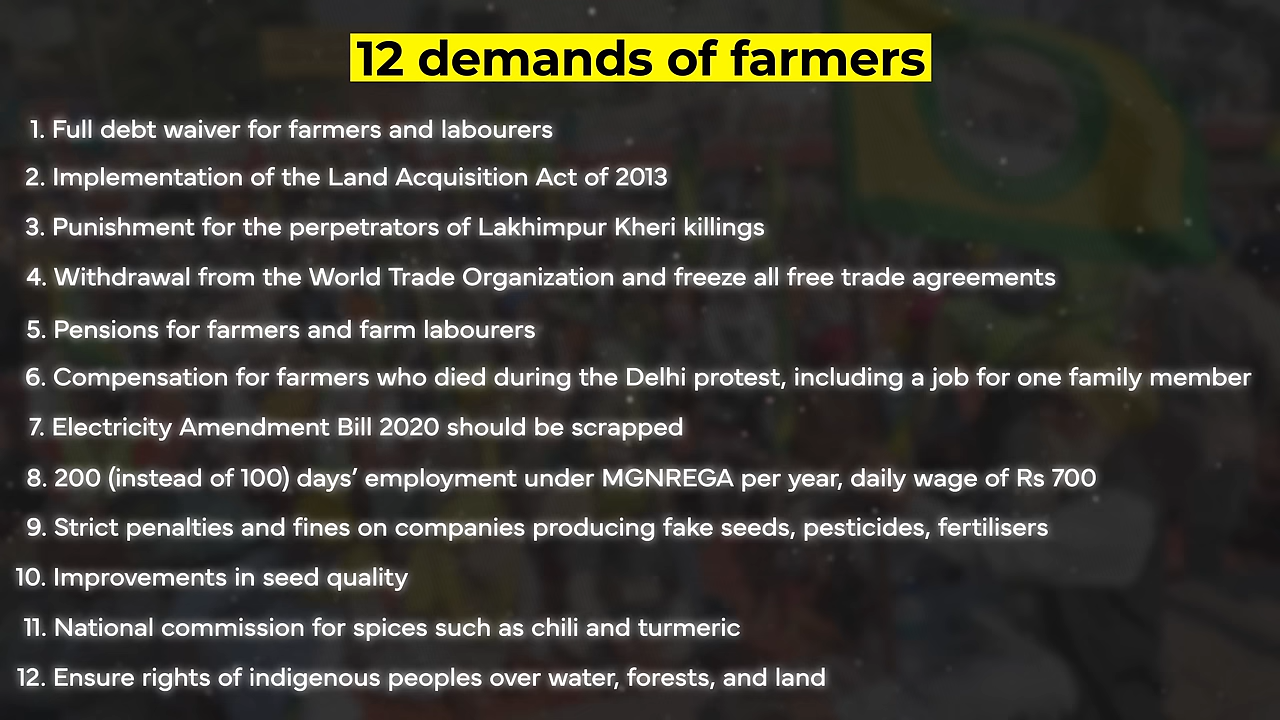 12 demands of farmers
1. Full debt waiver for farmers and labourers
2. Implementation of the Land Acquisition Act of 2013
3. Punishment for the perpetrators of Lakhimpur Kheri killings
4. Withdrawal from the World Trade Organization and freeze all free trade agreements
5. Pensions for farmers and farm labourers
6. Compensation for farmers who died during the Delhi protest, including a job for one family member
7. Electricity Amendment Bill 2020 should be scrapped
8. 200 (instead of 100) days’ employment under MGNREGA per year, daily wage of Rs 700
9. Strict penalties and fines on companies producing fake seeds, pesticides, fertilisers
10. Improvements in seed quality
11. National commission for spices such as chili and turmeric
12. Ensure rights of indigenous peoples over water, forests, and land